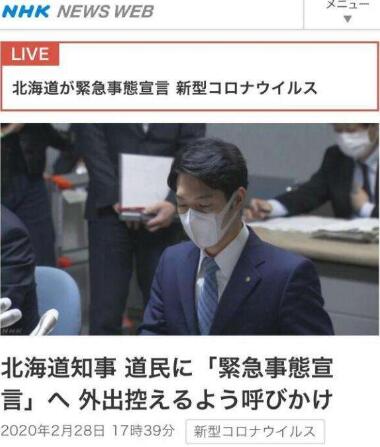 NHK NEWS WEB
メニュー
▼
LIVE
北海道が緊急事態宣言 新型コロナウイルス
NHK
北海道知事 道民に「緊急事態宣
言」へ 外出控えるよう呼びかけ
2020年2月28日 17時39分 新型コロナウイルス